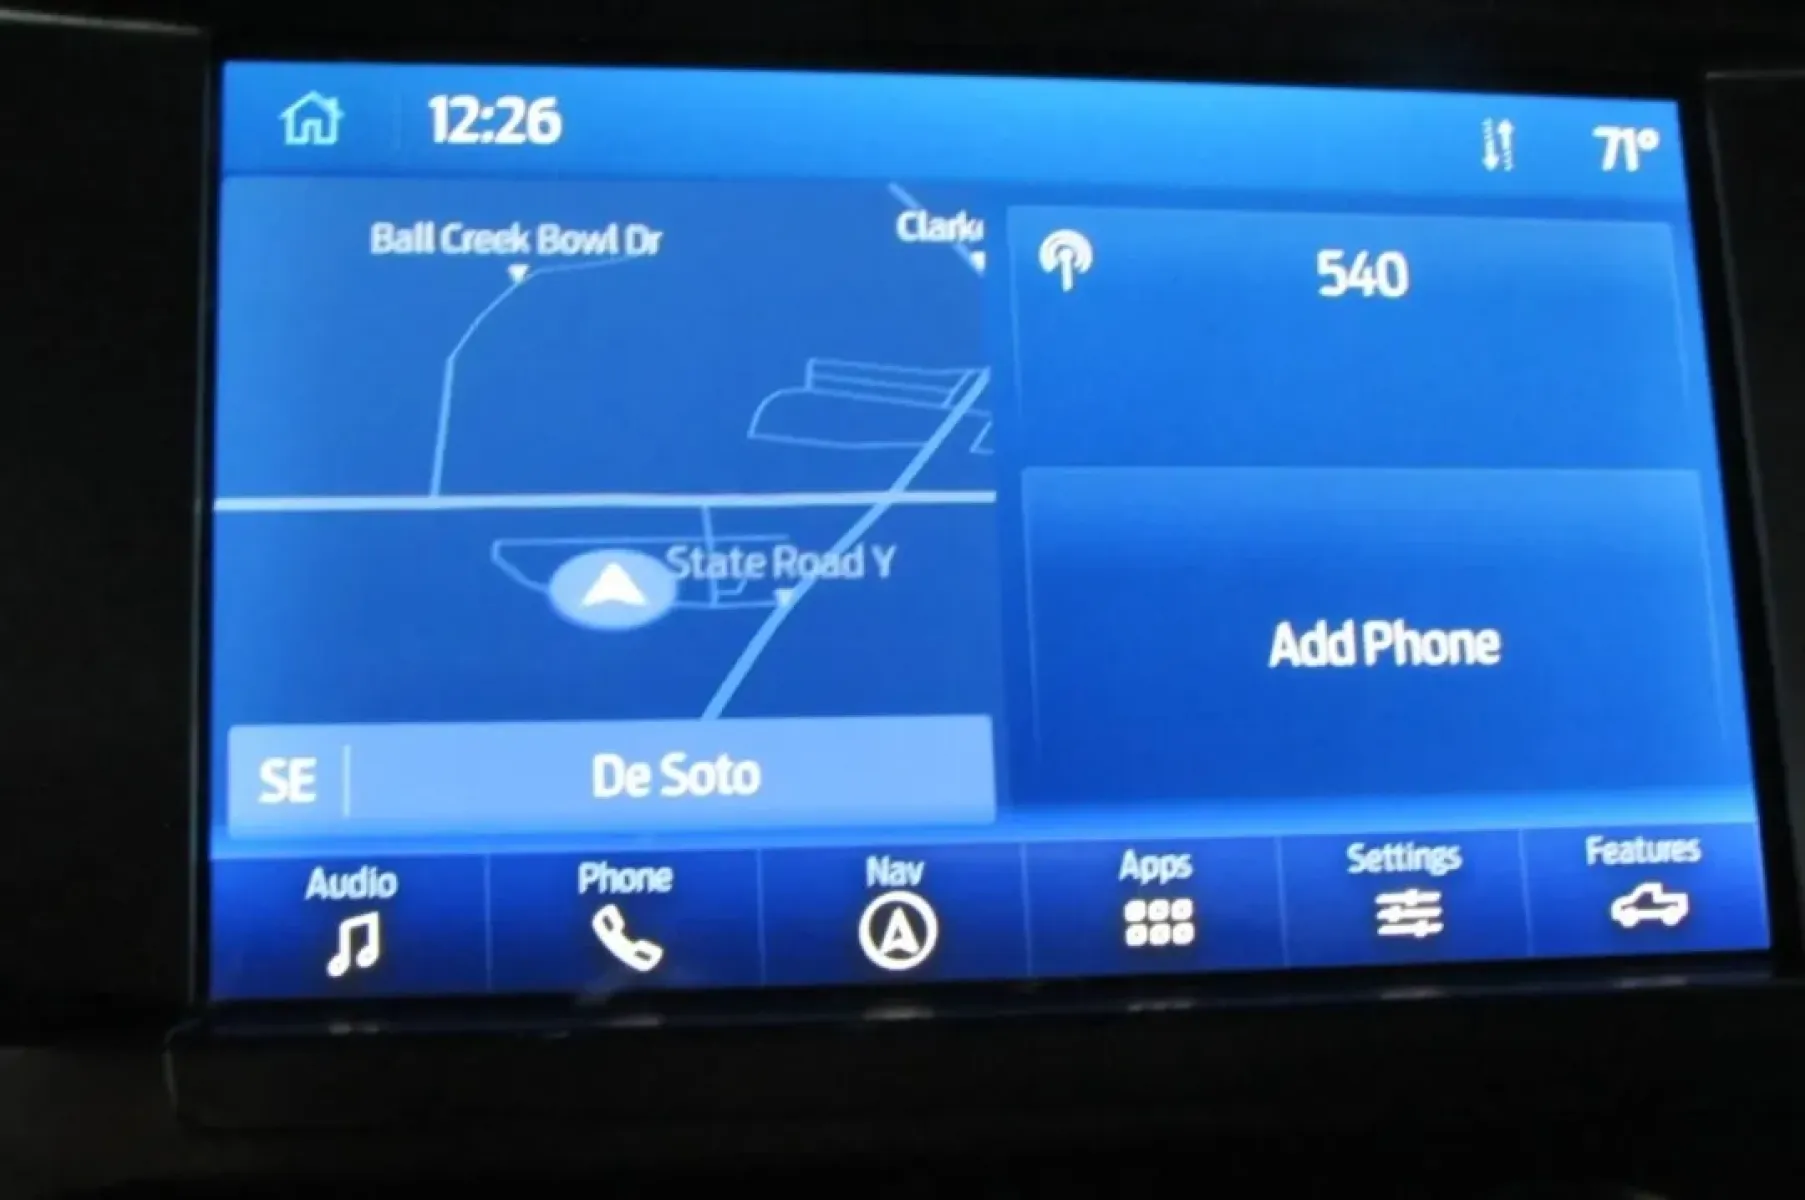 12:26
71°
Ball Creek Bowl Dr
540
State Road Y
Add Phone
SE
De Soto
Audio
Phone
Nav
Apps
Settings
Features